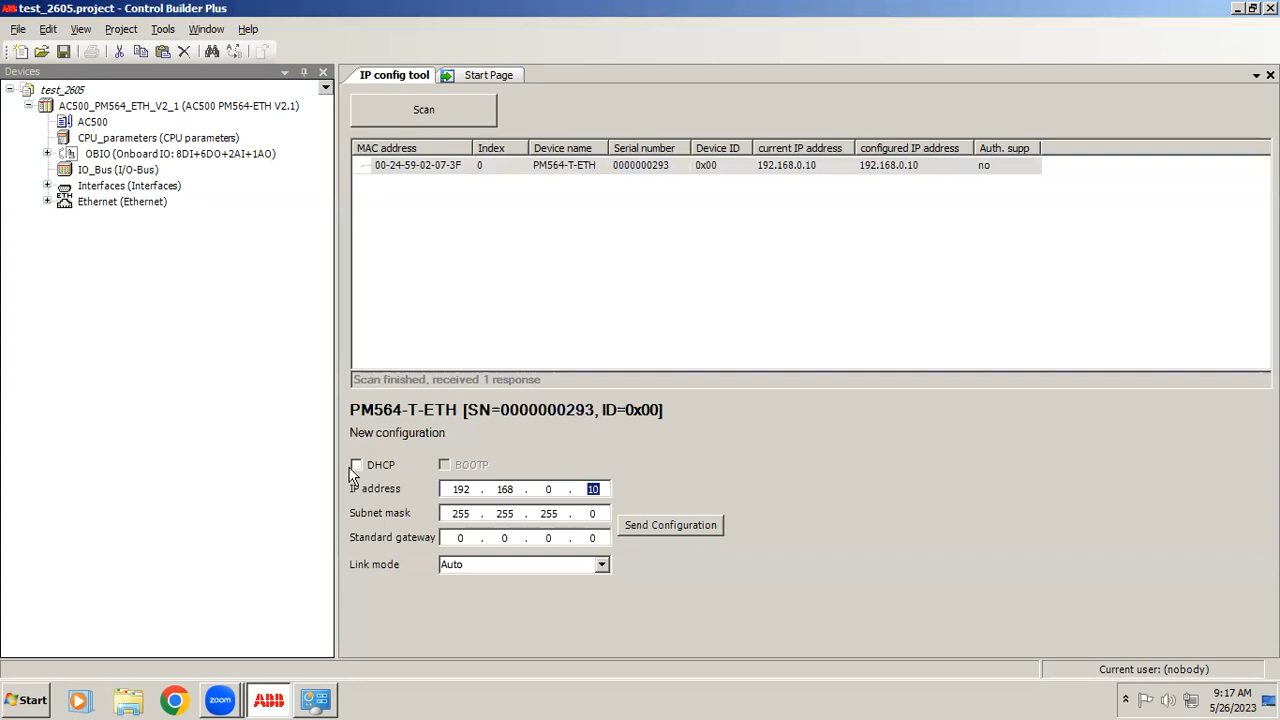 test_2605.project - Control Builder Plus
File Edit View Project Tools Window Help
Devices
IP config tool Start Page
test_2605
AC500_PM564_ETH_V2_1 (AC500 PM564-ETH V2.1)
AC500
CPU_parameters (CPU parameters)
OBIO (Onboard IO: 8DI+6DO+2AI+1AO)
IO_Bus (I/O-Bus)
Interfaces (Interfaces)
ETH
Ethernet (Ethernet)
Scan
MAC address Index Device name Serial number Device ID current IP address configured IP address Auth. supp
00-24-59-02-07-3F 0 PM564-T-ETH 0000000293 0x00 192.168.0.10 192.168.0.10 no
Scan finished, received 1 response
PM564-T-ETH [SN=0000000293, ID=0x00]
New configuration
DHCP BOOTP
IP address 192 . 168 . 0 . 10
Subnet mask 255 . 255 . 255 . 0
Send Configuration
Standard gateway 0 . 0 . 0 . 0
Link mode Auto
Current user: (nobody)
Start zoom ABB 9:17 AM
5/26/2023